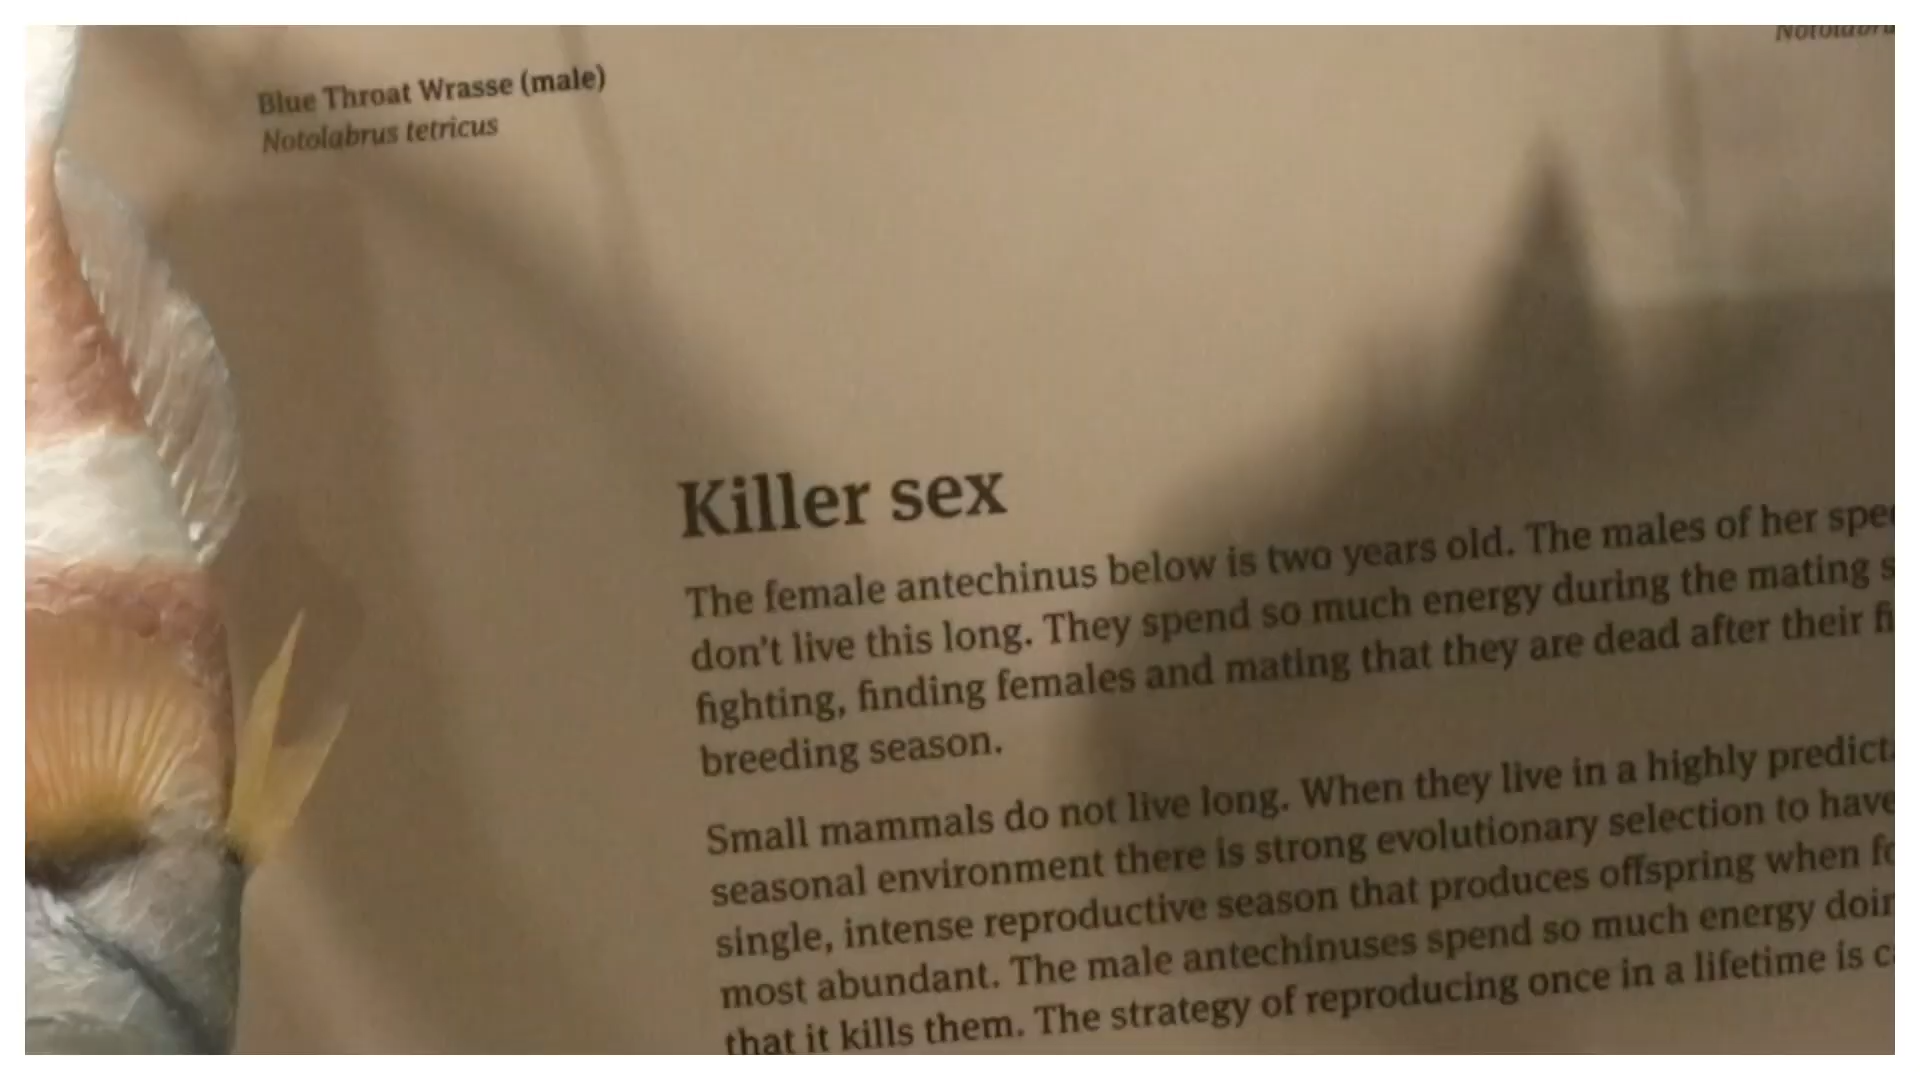 Blue Throat Wrasse (male)
Notolabrus tetricus
Killer sex
The female antechinus below is two years old. The males of her
don't live this long. They spend so much energy during the mating
fighting, finding females and mating that they are dead after their
breeding season.
Small mammals do not live long. When they live in a highly
seasonal environment there is strong evolutionary selection to have
single, intense reproductive season that produces offspring when
most abundant. The male antechinuses spend so much energy
that it kills them. The strategy of reproducing once in a lifetime is